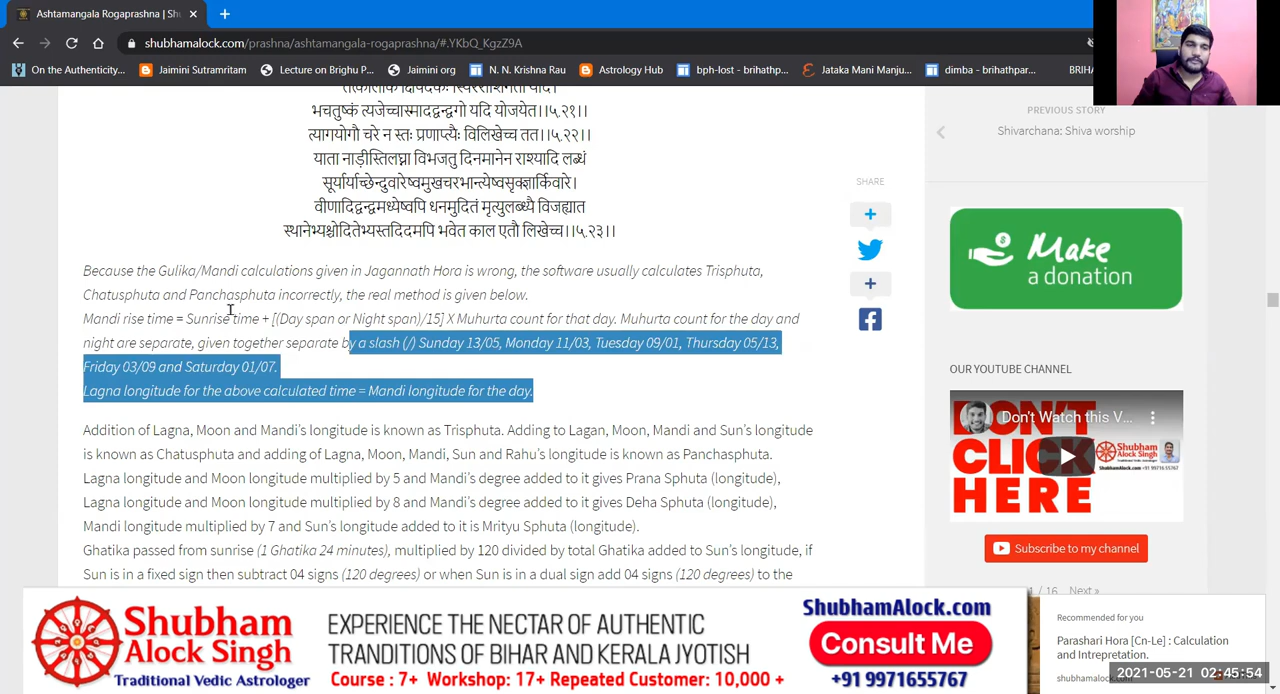 Ashtamangala Rogaprashna | Shu
shubhamalock.com/prashna/ashtamangala-rogaprashna/#.YKbQ_KgzZ9A
On the Authenticity... Jaimini Sutramritam Lecture on Brighu P... Jaimini org N. N. Krishna Rau Astrology Hub bph-lost - brihathp... Jataka Mani Manju... dimba - brihathpar... BRIH
भचतुष्कं त्यजेच्चास्मादद्वन्द्वगो यदि योजयेत।।५.२१।।
त्यागयोगौ चरे न स्तः प्रणाप्त्यैः विलिखेच्च तत।।५.२२।।
याता नाड़ीस्तिलघ्ना विभजतु दिनमानेन राश्यादि लब्धं
सूर्यार्याच्छेन्दुवारेष्वमुखचरभान्त्येष्वसृक्ज्ञार्किवारे।
वीणादिद्वन्द्वमध्येष्वपि धनमुदितं मृत्युलब्ध्यै विजह्यात
स्थानेभ्यश्चोदितेभ्यस्तदिदमपि भवेत काल एतौ लिखेच्च।।५.२३।।
Because the Gulika/Mandi calculations given in Jagannath Hora is wrong, the software usually calculates Trisphuta,
Chatusphuta and Panchasphuta incorrectly, the real method is given below.
Mandi rise time = Sunrise time + [(Day span or Night span)/15] X Muhurta count for that day. Muhurta count for the day and
night are separate, given together separate by a slash (/) Sunday 13/05, Monday 11/03, Tuesday 09/01, Thursday 05/13,
Friday 03/09 and Saturday 01/07.
Lagna longitude for the above calculated time = Mandi longitude for the day.
Addition of Lagna, Moon and Mandi's longitude is known as Trisphuta. Adding to Lagan, Moon, Mandi and Sun's longitude
is known as Chatusphuta and adding of Lagna, Moon, Mandi, Sun and Rahu's longitude is known as Panchasphuta.
Lagna longitude and Moon longitude multiplied by 5 and Mandi's degree added to it gives Prana Sphuta (longitude),
Lagna longitude and Moon longitude multiplied by 8 and Mandi's degree added to it gives Deha Sphuta (longitude),
Mandi longitude multiplied by 7 and Sun's longitude added to it is Mrityu Sphuta (longitude).
Ghatika passed from sunrise (1 Ghatika 24 minutes), multiplied by 120 divided by total Ghatika added to Sun's longitude, if
Sun is in a fixed sign then subtract 04 signs (120 degrees) or when Sun is in a dual sign add 04 signs (120 degrees) to the
SHARE
PREVIOUS STORY
Shivarchana: Shiva worship
Make
a donation
OUR YOUTUBE CHANNEL
Don't Watch this V...
DON'T
CLICK
HERE
Shubham
Alock Singh
Subscribe to my channel
1 / 16 Next »
Shubham
Alock Singh
Traditional Vedic Astrologer
EXPERIENCE THE NECTAR OF AUTHENTIC
TRANDITIONS OF BIHAR AND KERALA JYOTISH
Course : 7+ Workshop: 17+ Repeated Customer: 10,000 +
ShubhamAlock.com
Consult Me
+91 9971655767
Recommended for you
Parashari Hora [Cn-Le] : Calculation
and Intrepretation.
shubhamalock.com
2021-05-21 02:45:54